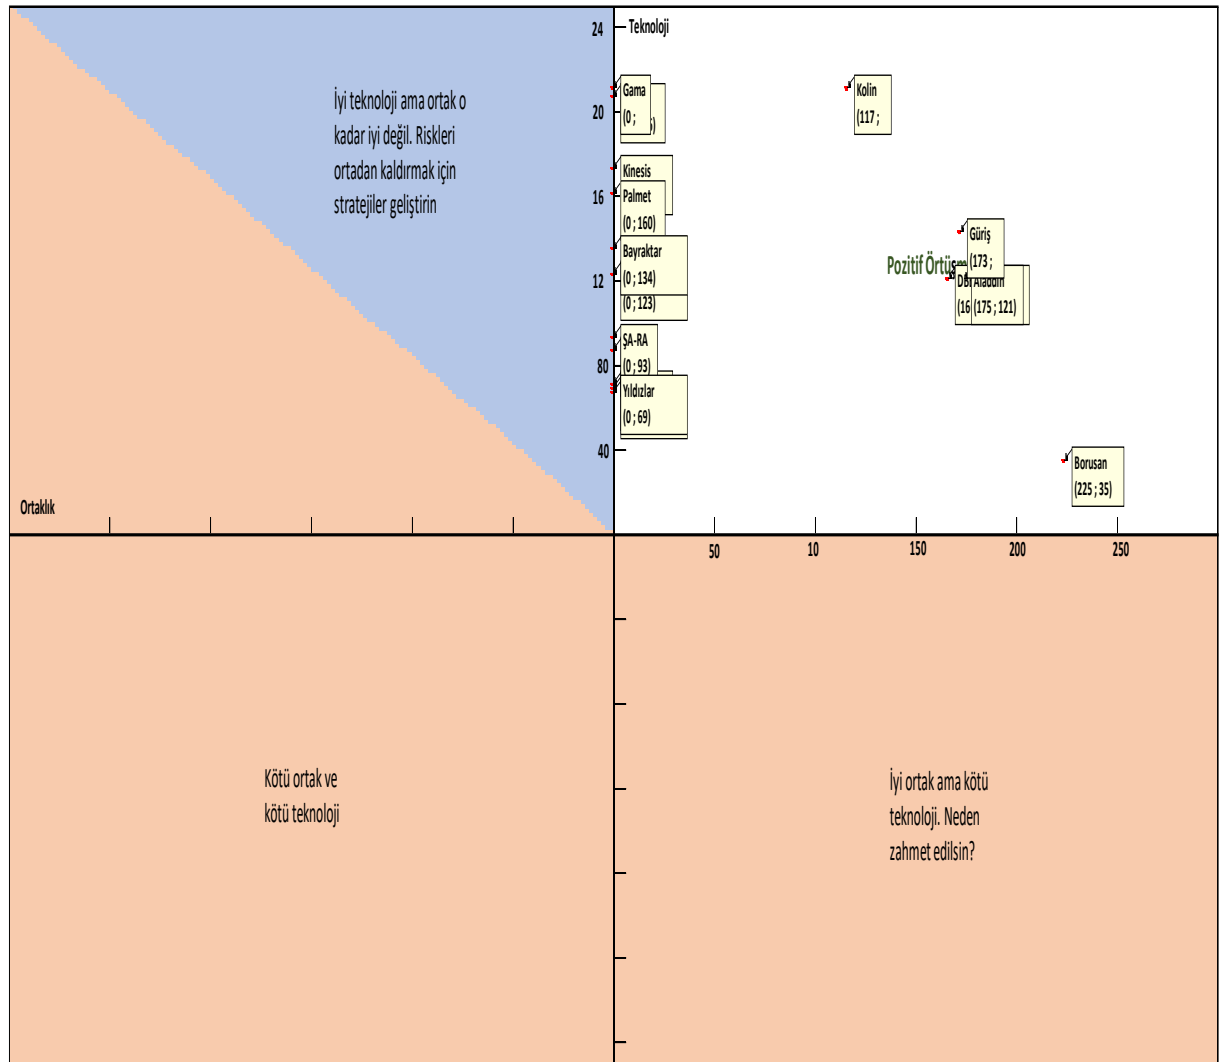 24
Teknoloji
İyi teknoloji ama ortak o
kadar iyi değil. Riskleri
ortadan kaldırmak için
stratejiler geliştirin
Gama
(0 ;
Kolin
(117 ;
20
Kinesis
16
Palmet
(0 ; 160)
Güriş
(173 ;
Bayraktar
(0 ; 134)
(0 ; 123)
Pozitif
12
Aladdin
(175 ; 121)
ŞA-RA
(0 ; 93)
80
Yıldızlar
(0 ; 69)
40
Borusan
(225 ; 35)
Ortaklık
50
10
150
200
250
Kötü ortak ve
kötü teknoloji
İyi ortak ama kötü
teknoloji. Neden
zahmet edilsin?